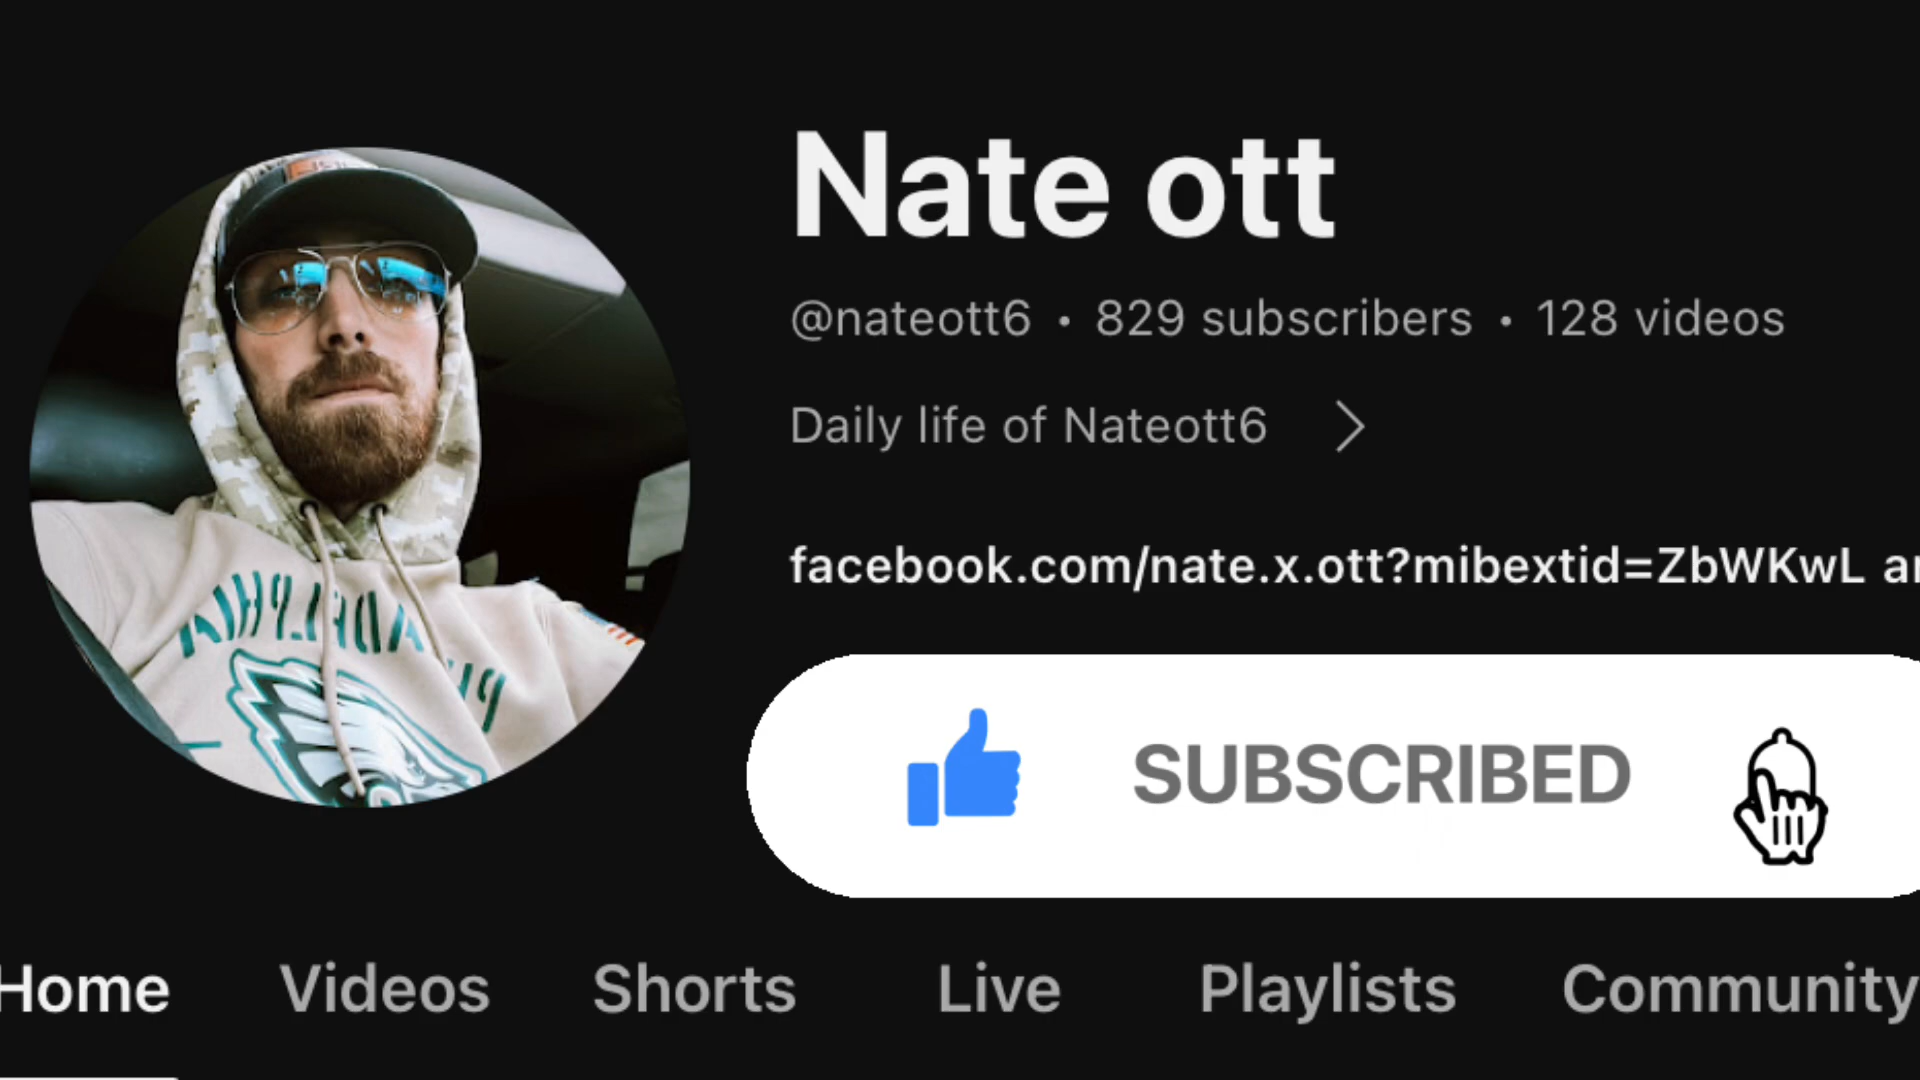 Nate ott
@nateott6 • 829 subscribers • 128 videos
Daily life of Nateott6
facebook.com/nate.x.ott?mibextid=ZbWKwL
SUBSCRIBED
Home Videos Shorts Live Playlists Community